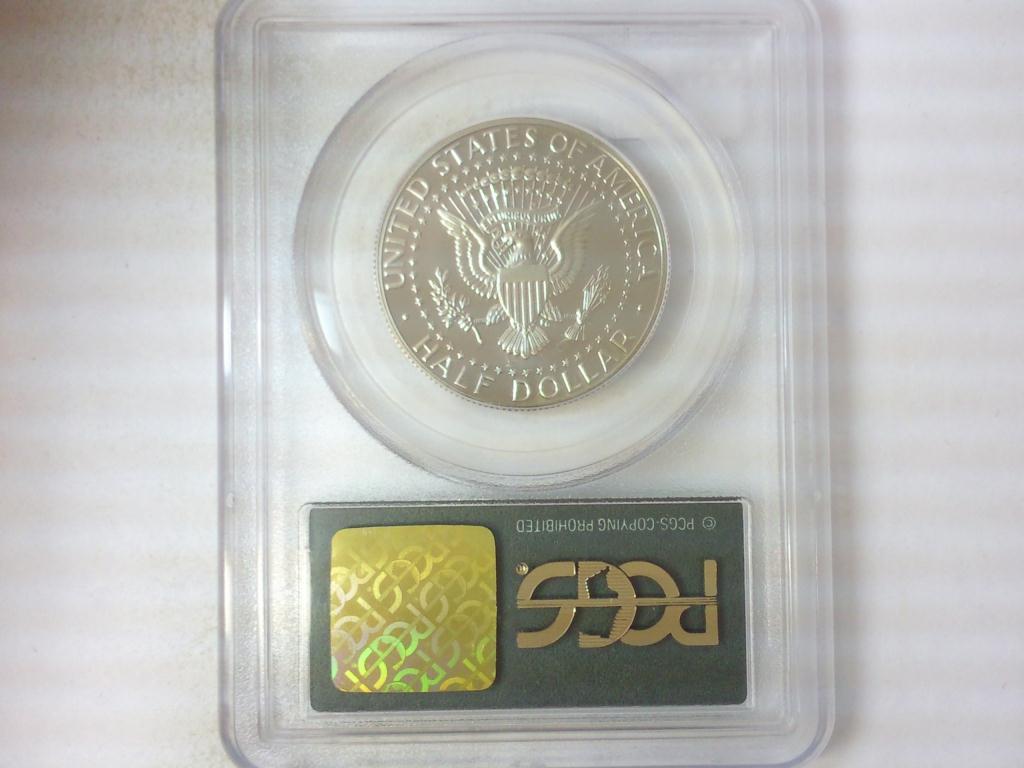 UNITED STATES OF AMERICA
· HALF DOLLAR ·
© PCGS-COPYING PROHIBITED
PCGS®